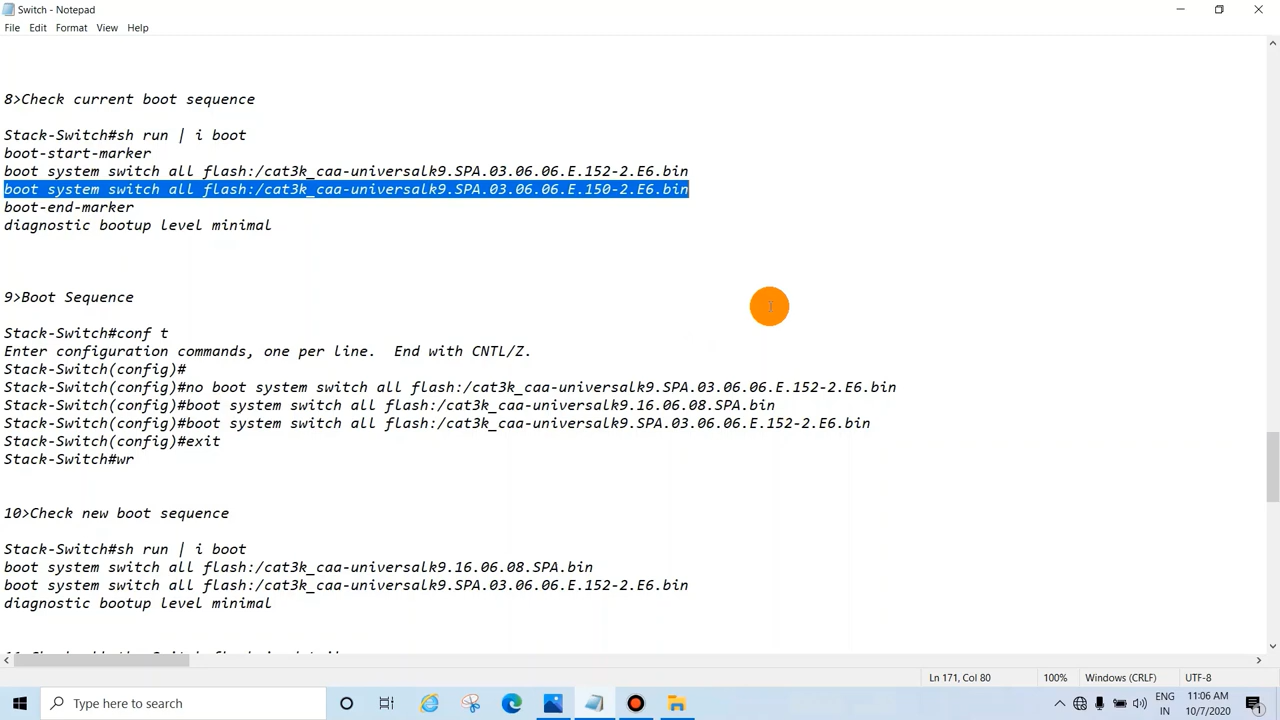 Switch - Notepad
File Edit Format View Help
8>Check current boot sequence
Stack-Switch#sh run | i boot
boot-start-marker
boot system switch all flash:/cat3k_caa-universalk9.SPA.03.06.06.E.152-2.E6.bin
boot system switch all flash:/cat3k_caa-universalk9.SPA.03.06.06.E.150-2.E6.bin
boot-end-marker
diagnostic bootup level minimal
9>Boot Sequence
Stack-Switch#conf t
Enter configuration commands, one per line.  End with CNTL/Z.
Stack-Switch(config)#
Stack-Switch(config)#no boot system switch all flash:/cat3k_caa-universalk9.SPA.03.06.06.E.152-2.E6.bin
Stack-Switch(config)#boot system switch all flash:/cat3k_caa-universalk9.16.06.08.SPA.bin
Stack-Switch(config)#boot system switch all flash:/cat3k_caa-universalk9.SPA.03.06.06.E.152-2.E6.bin
Stack-Switch(config)#exit
Stack-Switch#wr
10>Check new boot sequence
Stack-Switch#sh run | i boot
boot system switch all flash:/cat3k_caa-universalk9.16.06.08.SPA.bin
boot system switch all flash:/cat3k_caa-universalk9.SPA.03.06.06.E.152-2.E6.bin
diagnostic bootup level minimal
Ln 171, Col 80 100% Windows (CRLF) UTF-8
Type here to search
ENG
IN
11:06 AM
10/7/2020
1